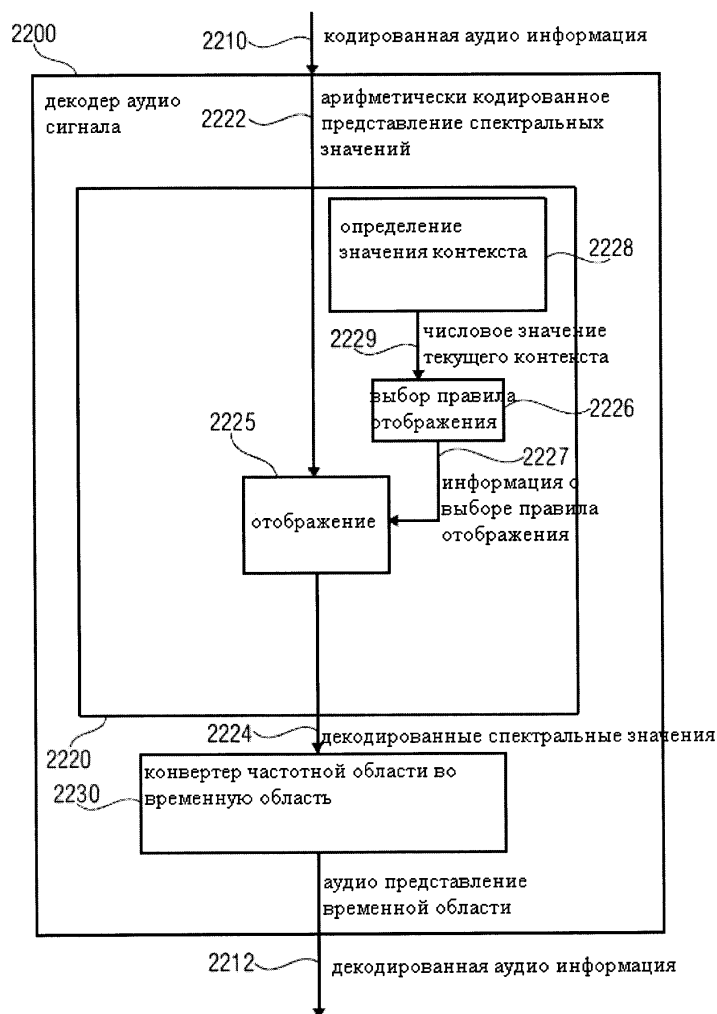 2200
2210
кодированная аудио информация
декодер аудио
сигнала
2222
арифметически кодированное
представление спектральных
значений
определение
значения контекста
2228
2229
числовое значение
текущего контекста
выбор правила
отображения
2226
2225
2227
информация о
выборе правила
отображения
отображение
2224
декодированные спектральные значения
2220
конвертер частотной области во
временную область
2230
аудио представление
временной области
2212
декодированная аудио информация